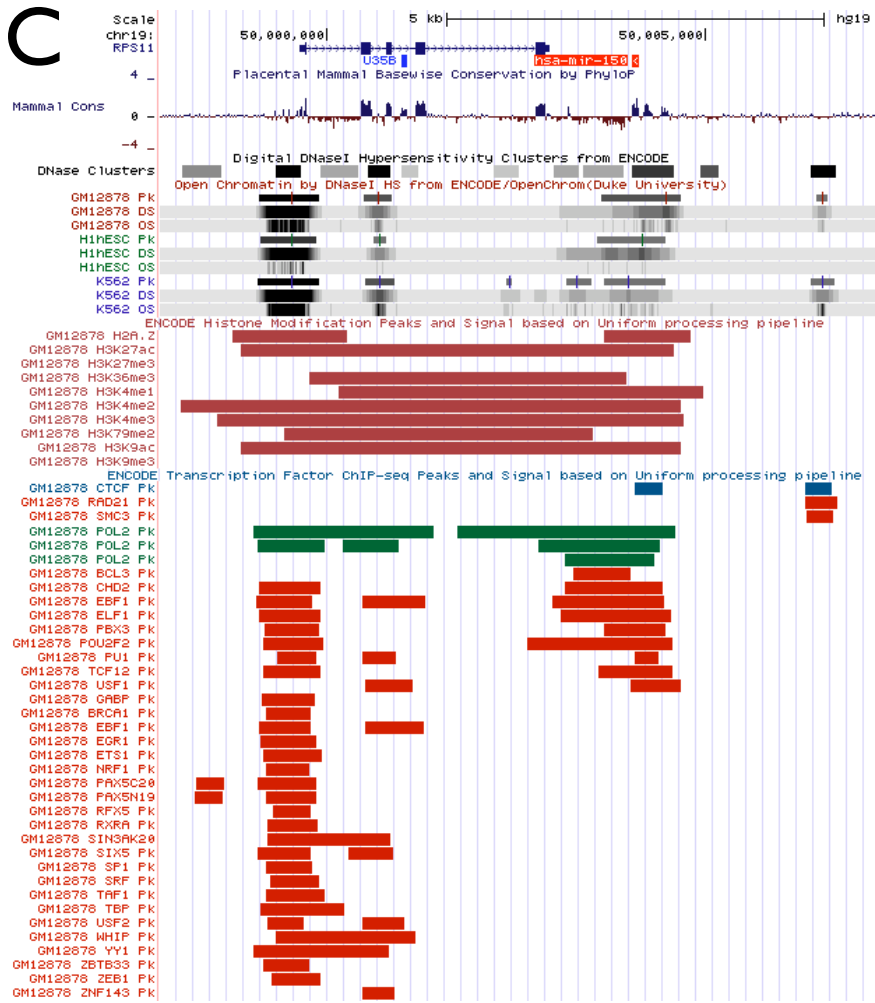 C
Scale 5 kb hg19
chr19: 50,000,000 50,005,000
RPS11
U35B hsa-mir-150
4 _ Placental Mammal Basewise Conservation by PhyloP
Mammal Cons 0 _
-4 _
Digital DNaseI Hypersensitivity Clusters from ENCODE
DNase Clusters
Open Chromatin by DNaseI HS from ENCODE/OpenChrom(Duke University)
GM12878 Pk
GM12878 DS
GM12878 OS
H1hESC Pk
H1hESC DS
H1hESC OS
K562 Pk
K562 DS
K562 OS
ENCODE Histone Modification Peaks and Signal based on Uniform processing pipeline
GM12878 H2A.Z
GM12878 H3K27ac
GM12878 H3K27me3
GM12878 H3K36me3
GM12878 H3K4me1
GM12878 H3K4me2
GM12878 H3K4me3
GM12878 H3K79me2
GM12878 H3K9ac
GM12878 H3K9me3
ENCODE Transcription Factor ChIP-seq Peaks and Signal based on Uniform processing pipeline
GM12878 CTCF Pk
GM12878 RAD21 Pk
GM12878 SMC3 Pk
GM12878 POL2 Pk
GM12878 POL2 Pk
GM12878 POL2 Pk
GM12878 BCL3 Pk
GM12878 CHD2 Pk
GM12878 EBF1 Pk
GM12878 ELF1 Pk
GM12878 PBX3 Pk
GM12878 POU2F2 Pk
GM12878 PU1 Pk
GM12878 TCF12 Pk
GM12878 USF1 Pk
GM12878 GABP Pk
GM12878 BRCA1 Pk
GM12878 EBF1 Pk
GM12878 EGR1 Pk
GM12878 ETS1 Pk
GM12878 NRF1 Pk
GM12878 PAX5C20
GM12878 PAX5N19
GM12878 RFX5 Pk
GM12878 RXRA Pk
GM12878 SIN3AK20
GM12878 SIX5 Pk
GM12878 SP1 Pk
GM12878 SRF Pk
GM12878 TAF1 Pk
GM12878 TBP Pk
GM12878 USF2 Pk
GM12878 WHIP Pk
GM12878 YY1 Pk
GM12878 ZBTB33 Pk
GM12878 ZEB1 Pk
GM12878 ZNF143 Pk